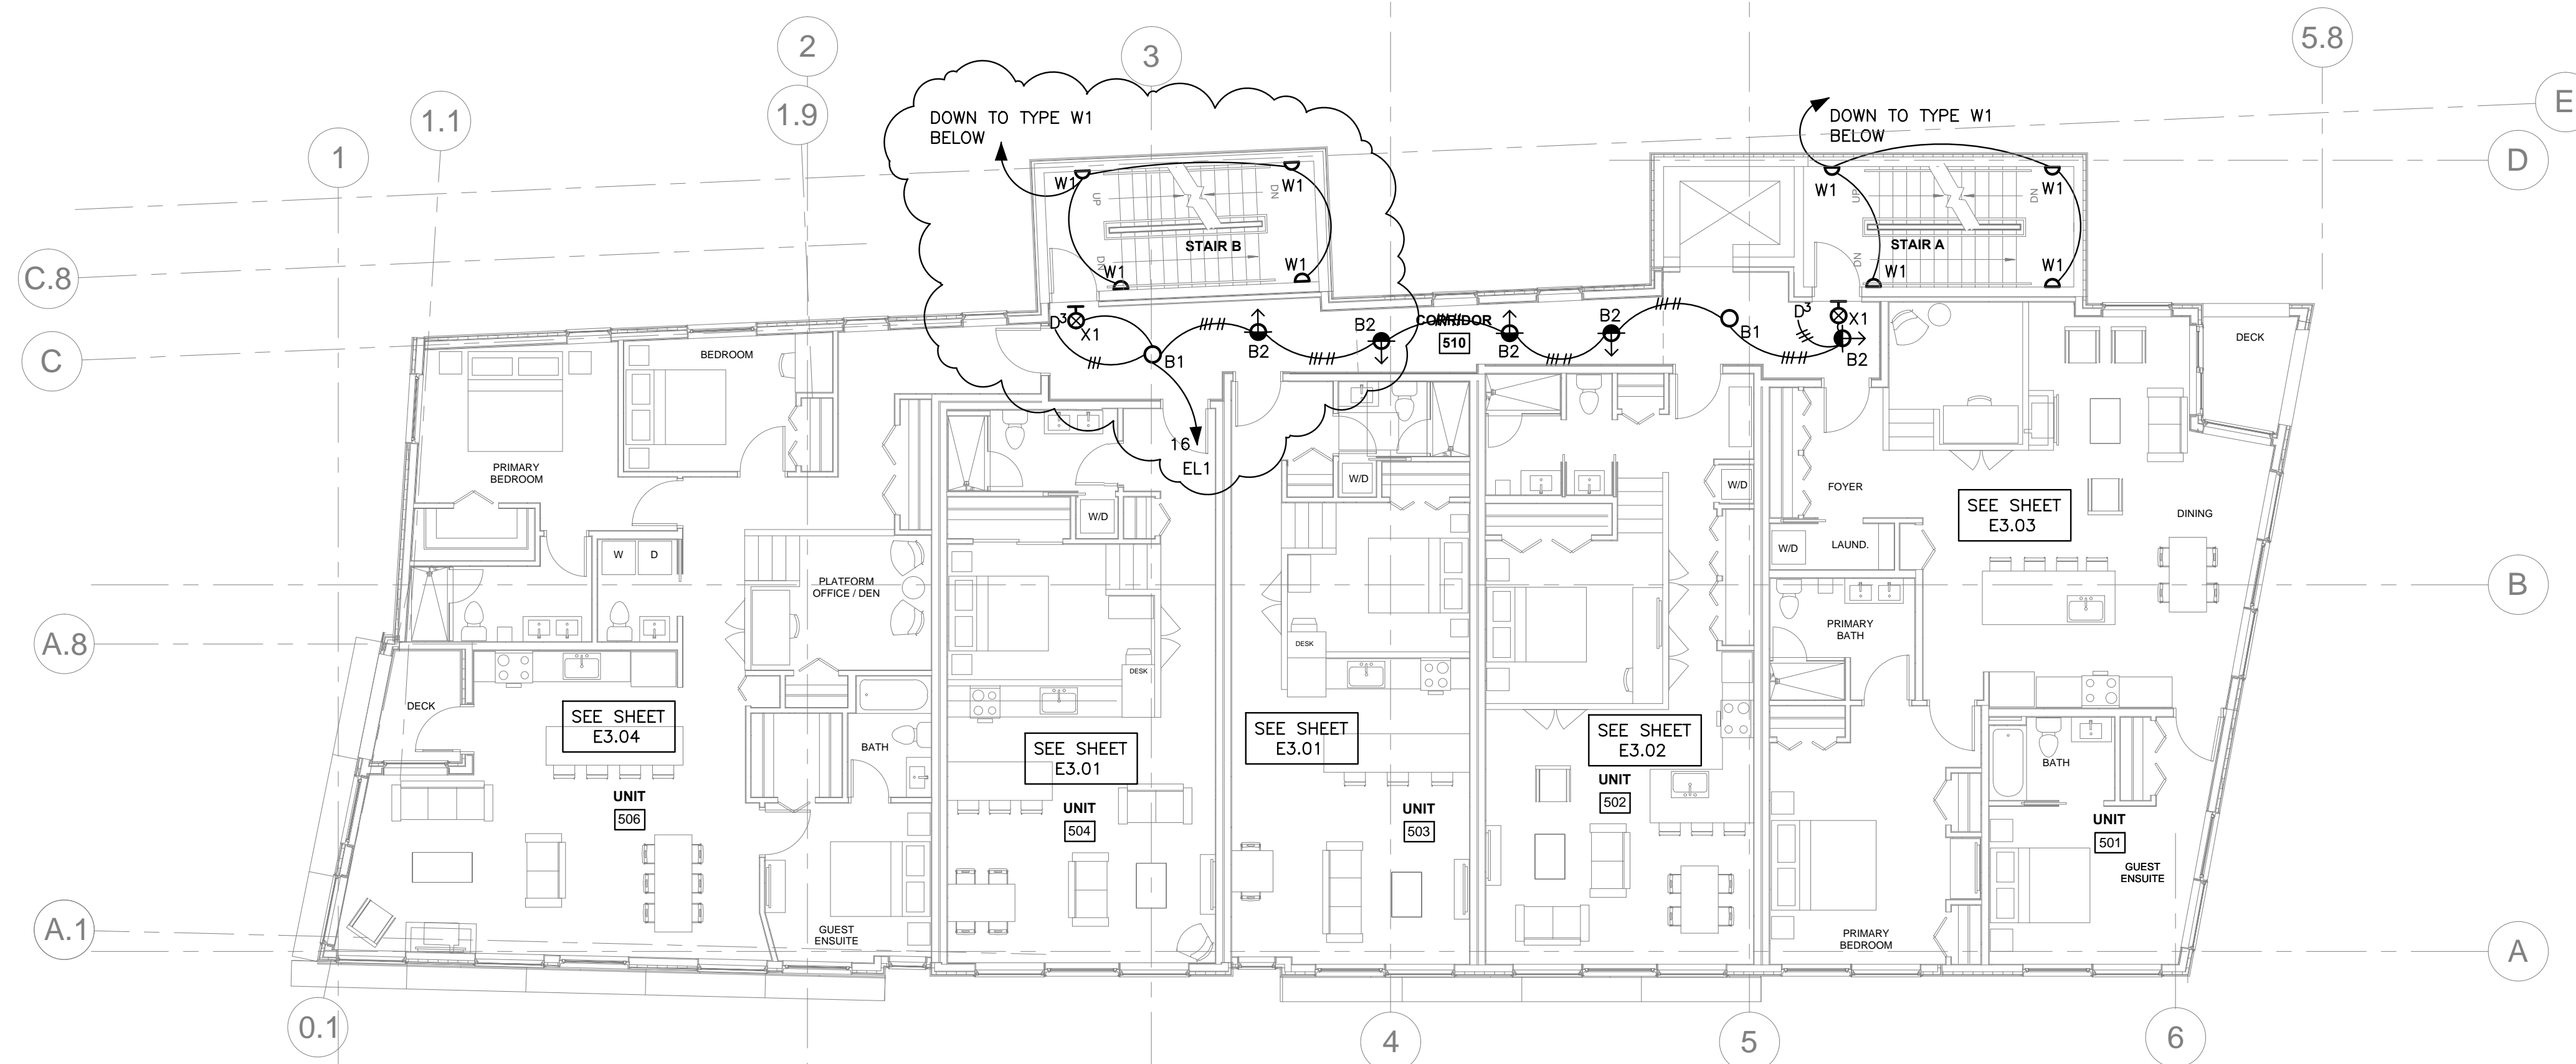 2
5.8
3
1.9
1.1
1
E
D
C.8
C
DOWN TO TYPE W1
BELOW
DOWN TO TYPE W1
BELOW
W1
W1
UP
DN
STAIR B
DN
W1
W1
W1
W1
UP
DN
STAIR A
DN
W1
W1
D3
X1
B1
B2
B2
CORRIDOR
510
B2
B2
B1
D3
X1
B2
16
EL1
DECK
BEDROOM
PRIMARY
BEDROOM
W/D
W/D
W/D
FOYER
SEE SHEET
E3.03
DINING
W
D
PLATFORM
OFFICE / DEN
W/D
LAUND.
B
A.8
PRIMARY
BATH
DESK
DESK
DECK
SEE SHEET
E3.04
BATH
SEE SHEET
E3.01
SEE SHEET
E3.01
SEE SHEET
E3.02
BATH
UNIT
506
UNIT
504
UNIT
503
UNIT
502
UNIT
501
GUEST
ENSUITE
GUEST
ENSUITE
PRIMARY
BEDROOM
A.1
A
0.1
4
5
6